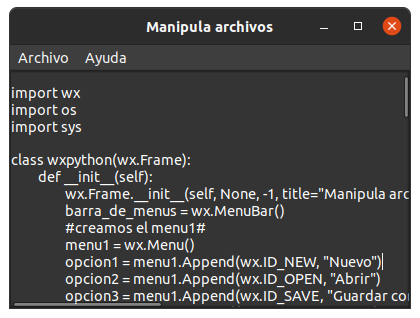 Manipula archivos
Archivo Ayuda
import wx
import os
import sys
class wxpython(wx.Frame):
def __init__(self):
wx.Frame.__init__(self, None, -1, title="Manipula arc
barra_de_menus = wx.MenuBar()
#creamos el menu1#
menu1 = wx.Menu()
opcion1 = menu1.Append(wx.ID_NEW, "Nuevo")
opcion2 = menu1.Append(wx.ID_OPEN, "Abrir")
opcion3 = menu1.Append(wx.ID_SAVE, "Guardar co